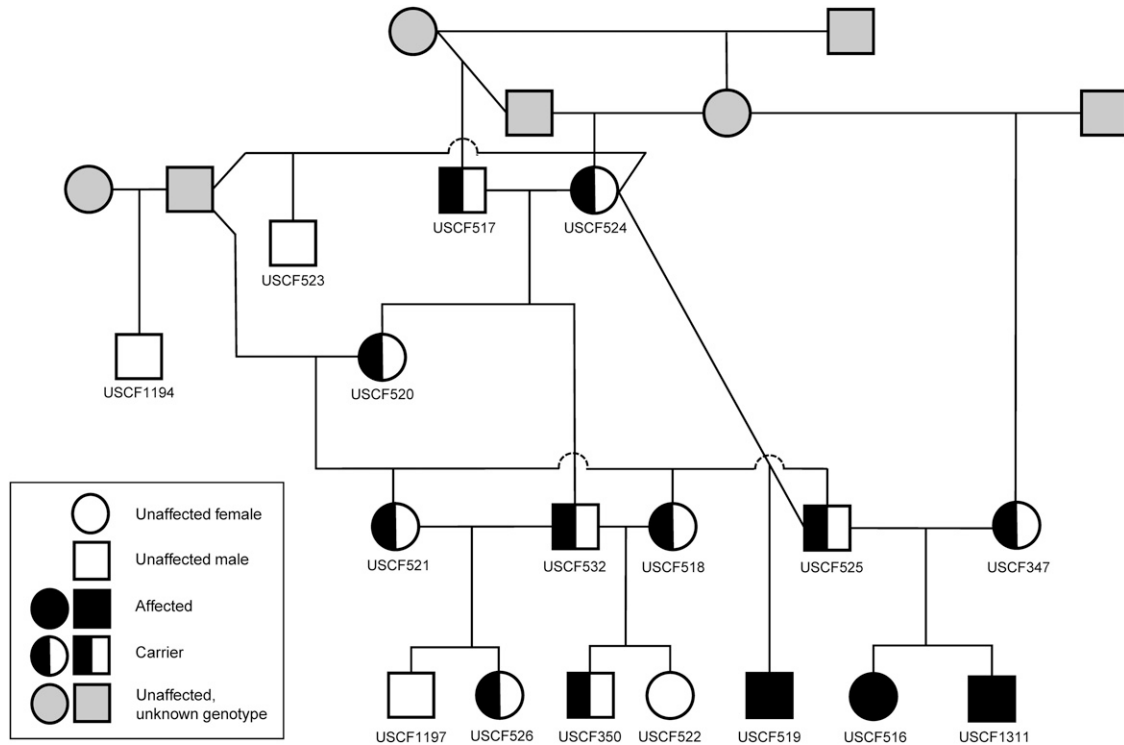 USCF517
USCF524
USCF523
USCF1194
USCF520
USCF521
USCF532
USCF518
USCF525
USCF347
Unaffected female
Unaffected male
Affected
Carrier
Unaffected,
unknown genotype
USCF1197
USCF526
USCF350
USCF522
USCF519
USCF516
USCF1311